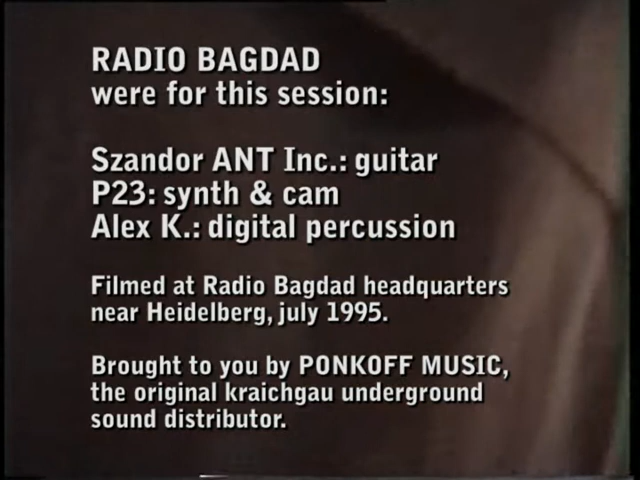 RADIO BAGDAD
were for this session:
Szandor ANT Inc.: guitar
P23: synth & cam
Alex K.: digital percussion
Filmed at Radio Bagdad headquarters
near Heidelberg, july 1995.
Brought to you by PONKOFF MUSIC,
the original kraichgau underground
sound distributor.